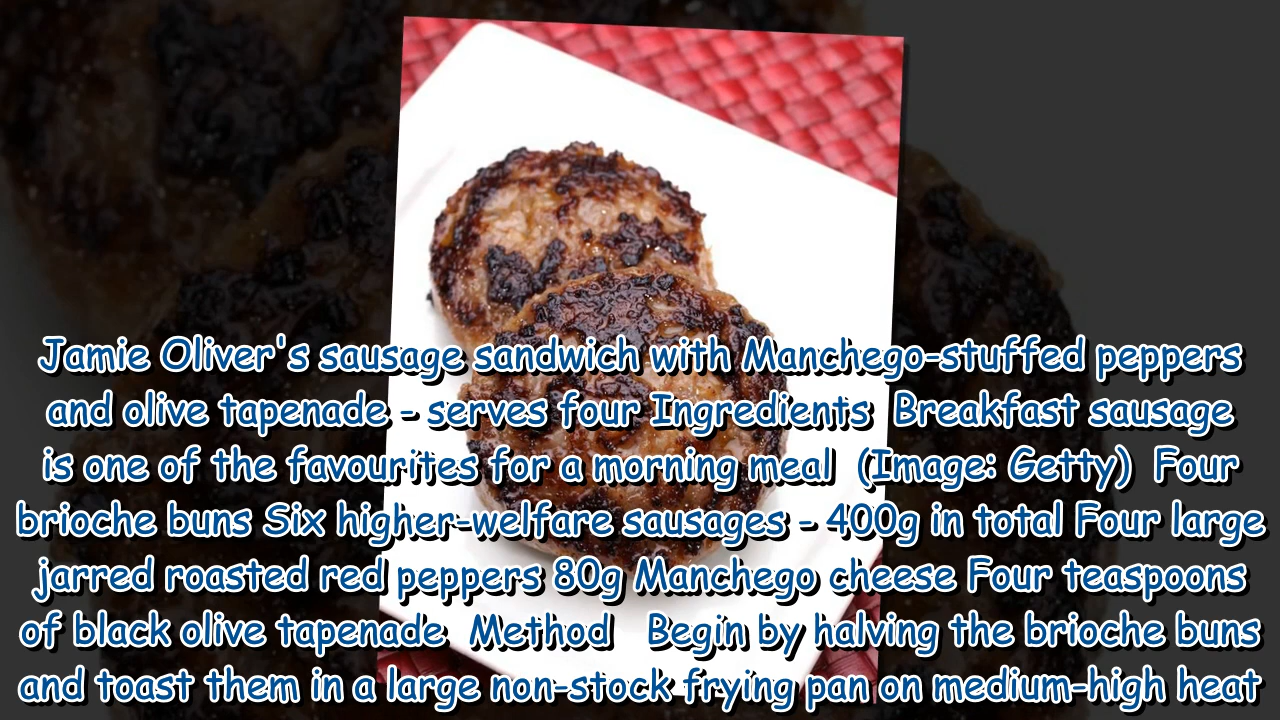 Jamie Oliver's sausage sandwich with Manchego-stuffed peppers
and olive tapenade - serves four Ingredients Breakfast sausage
is one of the favourites for a morning meal (Image: Getty) Four
brioche buns Six higher-welfare sausages - 400g in total Four large
jarred roasted red peppers 80g Manchego cheese Four teaspoons
of black olive tapenade Method Begin by halving the brioche buns
and toast them in a large non-stock frying pan on medium-high heat